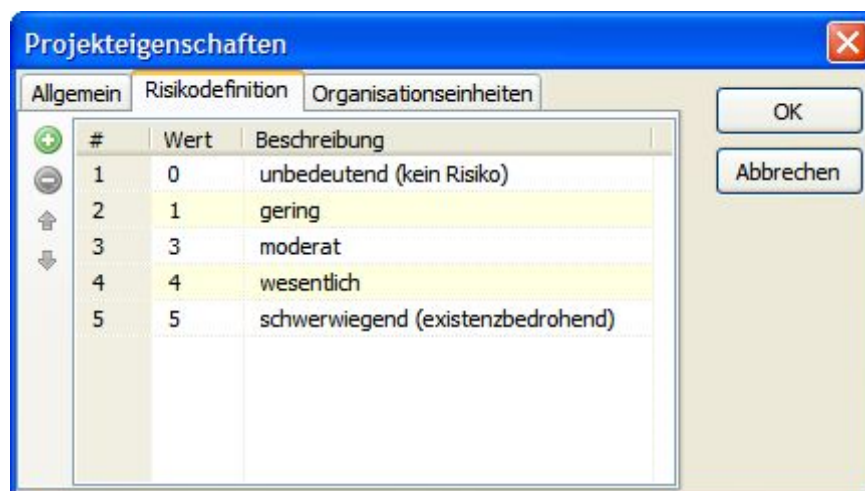 Projekteigenschaften
Allgemein Risikodefinition Organisationseinheiten
OK
Abbrechen
# Wert Beschreibung
1 0 unbedeutend (kein Risiko)
2 1 gering
3 3 moderat
4 4 wesentlich
5 5 schwerwiegend (existenzbedrohend)